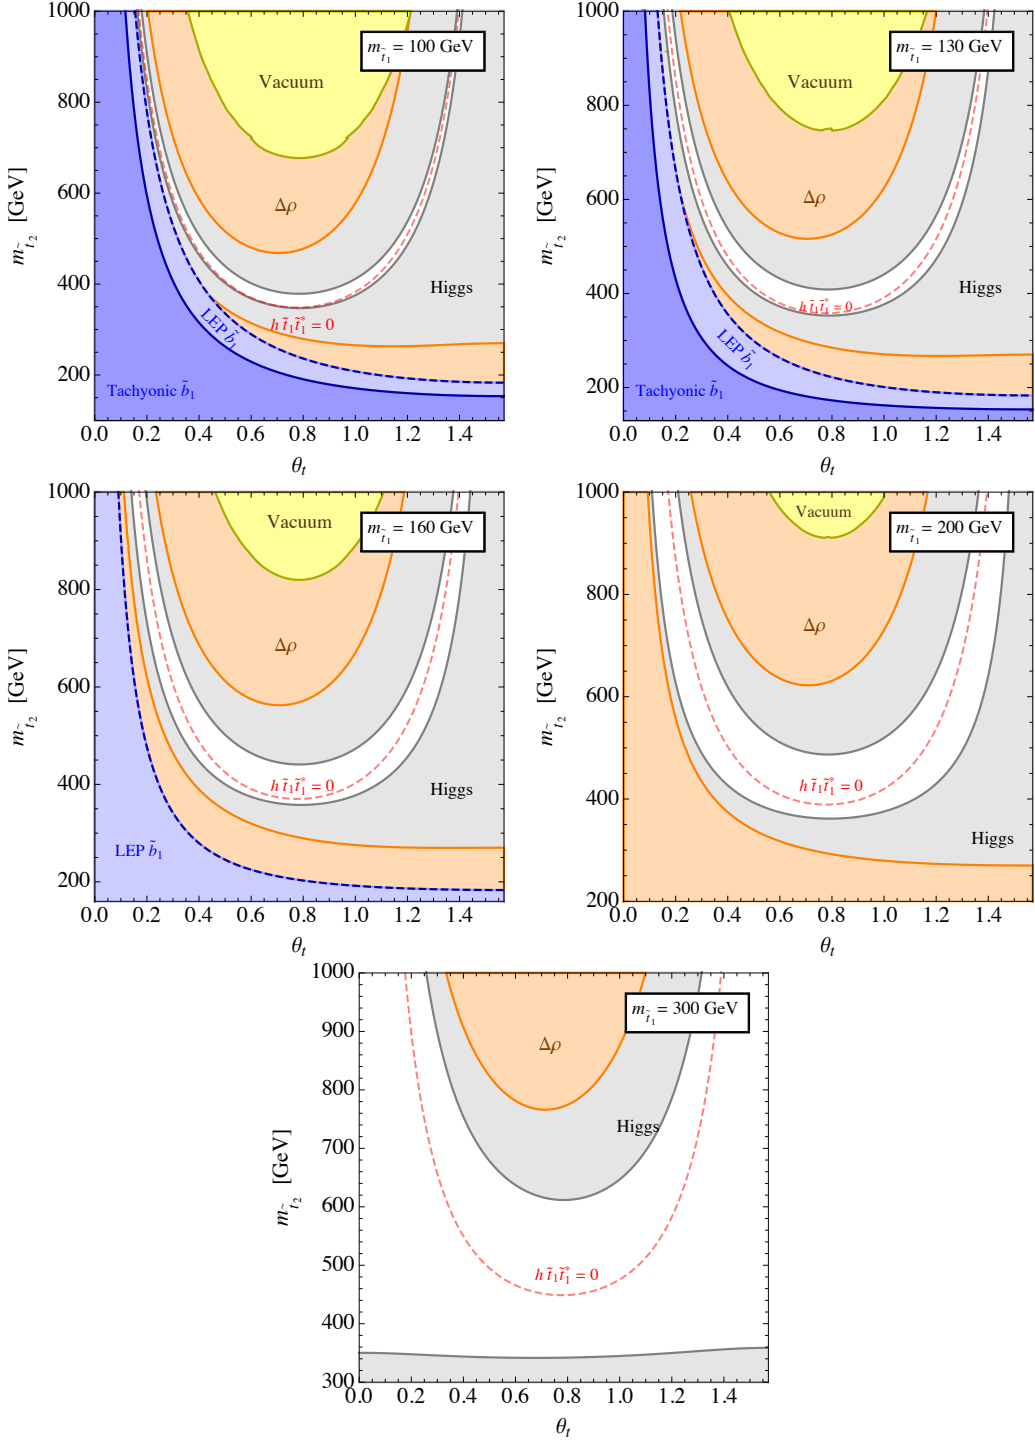 1000
800
600
400
200
0.0 0.2 0.4 0.6 0.8 1.0 1.2 1.4
θ_t
m_{t̃_2} [GeV]
m_{t̃_1} = 100 GeV
Vacuum
Δρ
Higgs
h t̃_1 t̃_1^* = 0
LEP b̃_1
Tachyonic b̃_1
1000
800
600
400
200
0.0 0.2 0.4 0.6 0.8 1.0 1.2 1.4
θ_t
m_{t̃_2} [GeV]
m_{t̃_1} = 130 GeV
Vacuum
Δρ
Higgs
h t̃_1 t̃_1^* = 0
LEP b̃_1
Tachyonic b̃_1
1000
800
600
400
200
0.0 0.2 0.4 0.6 0.8 1.0 1.2 1.4
θ_t
m_{t̃_2} [GeV]
m_{t̃_1} = 160 GeV
Vacuum
Δρ
h t̃_1 t̃_1^* = 0
Higgs
LEP b̃_1
1000
800
600
400
200
0.0 0.2 0.4 0.6 0.8 1.0 1.2 1.4
θ_t
m_{t̃_2} [GeV]
m_{t̃_1} = 200 GeV
Vacuum
Δρ
h t̃_1 t̃_1^* = 0
Higgs
1000
900
800
700
600
500
400
300
0.0 0.2 0.4 0.6 0.8 1.0 1.2 1.4
θ_t
m_{t̃_2} [GeV]
m_{t̃_1} = 300 GeV
Δρ
Higgs
h t̃_1 t̃_1^* = 0